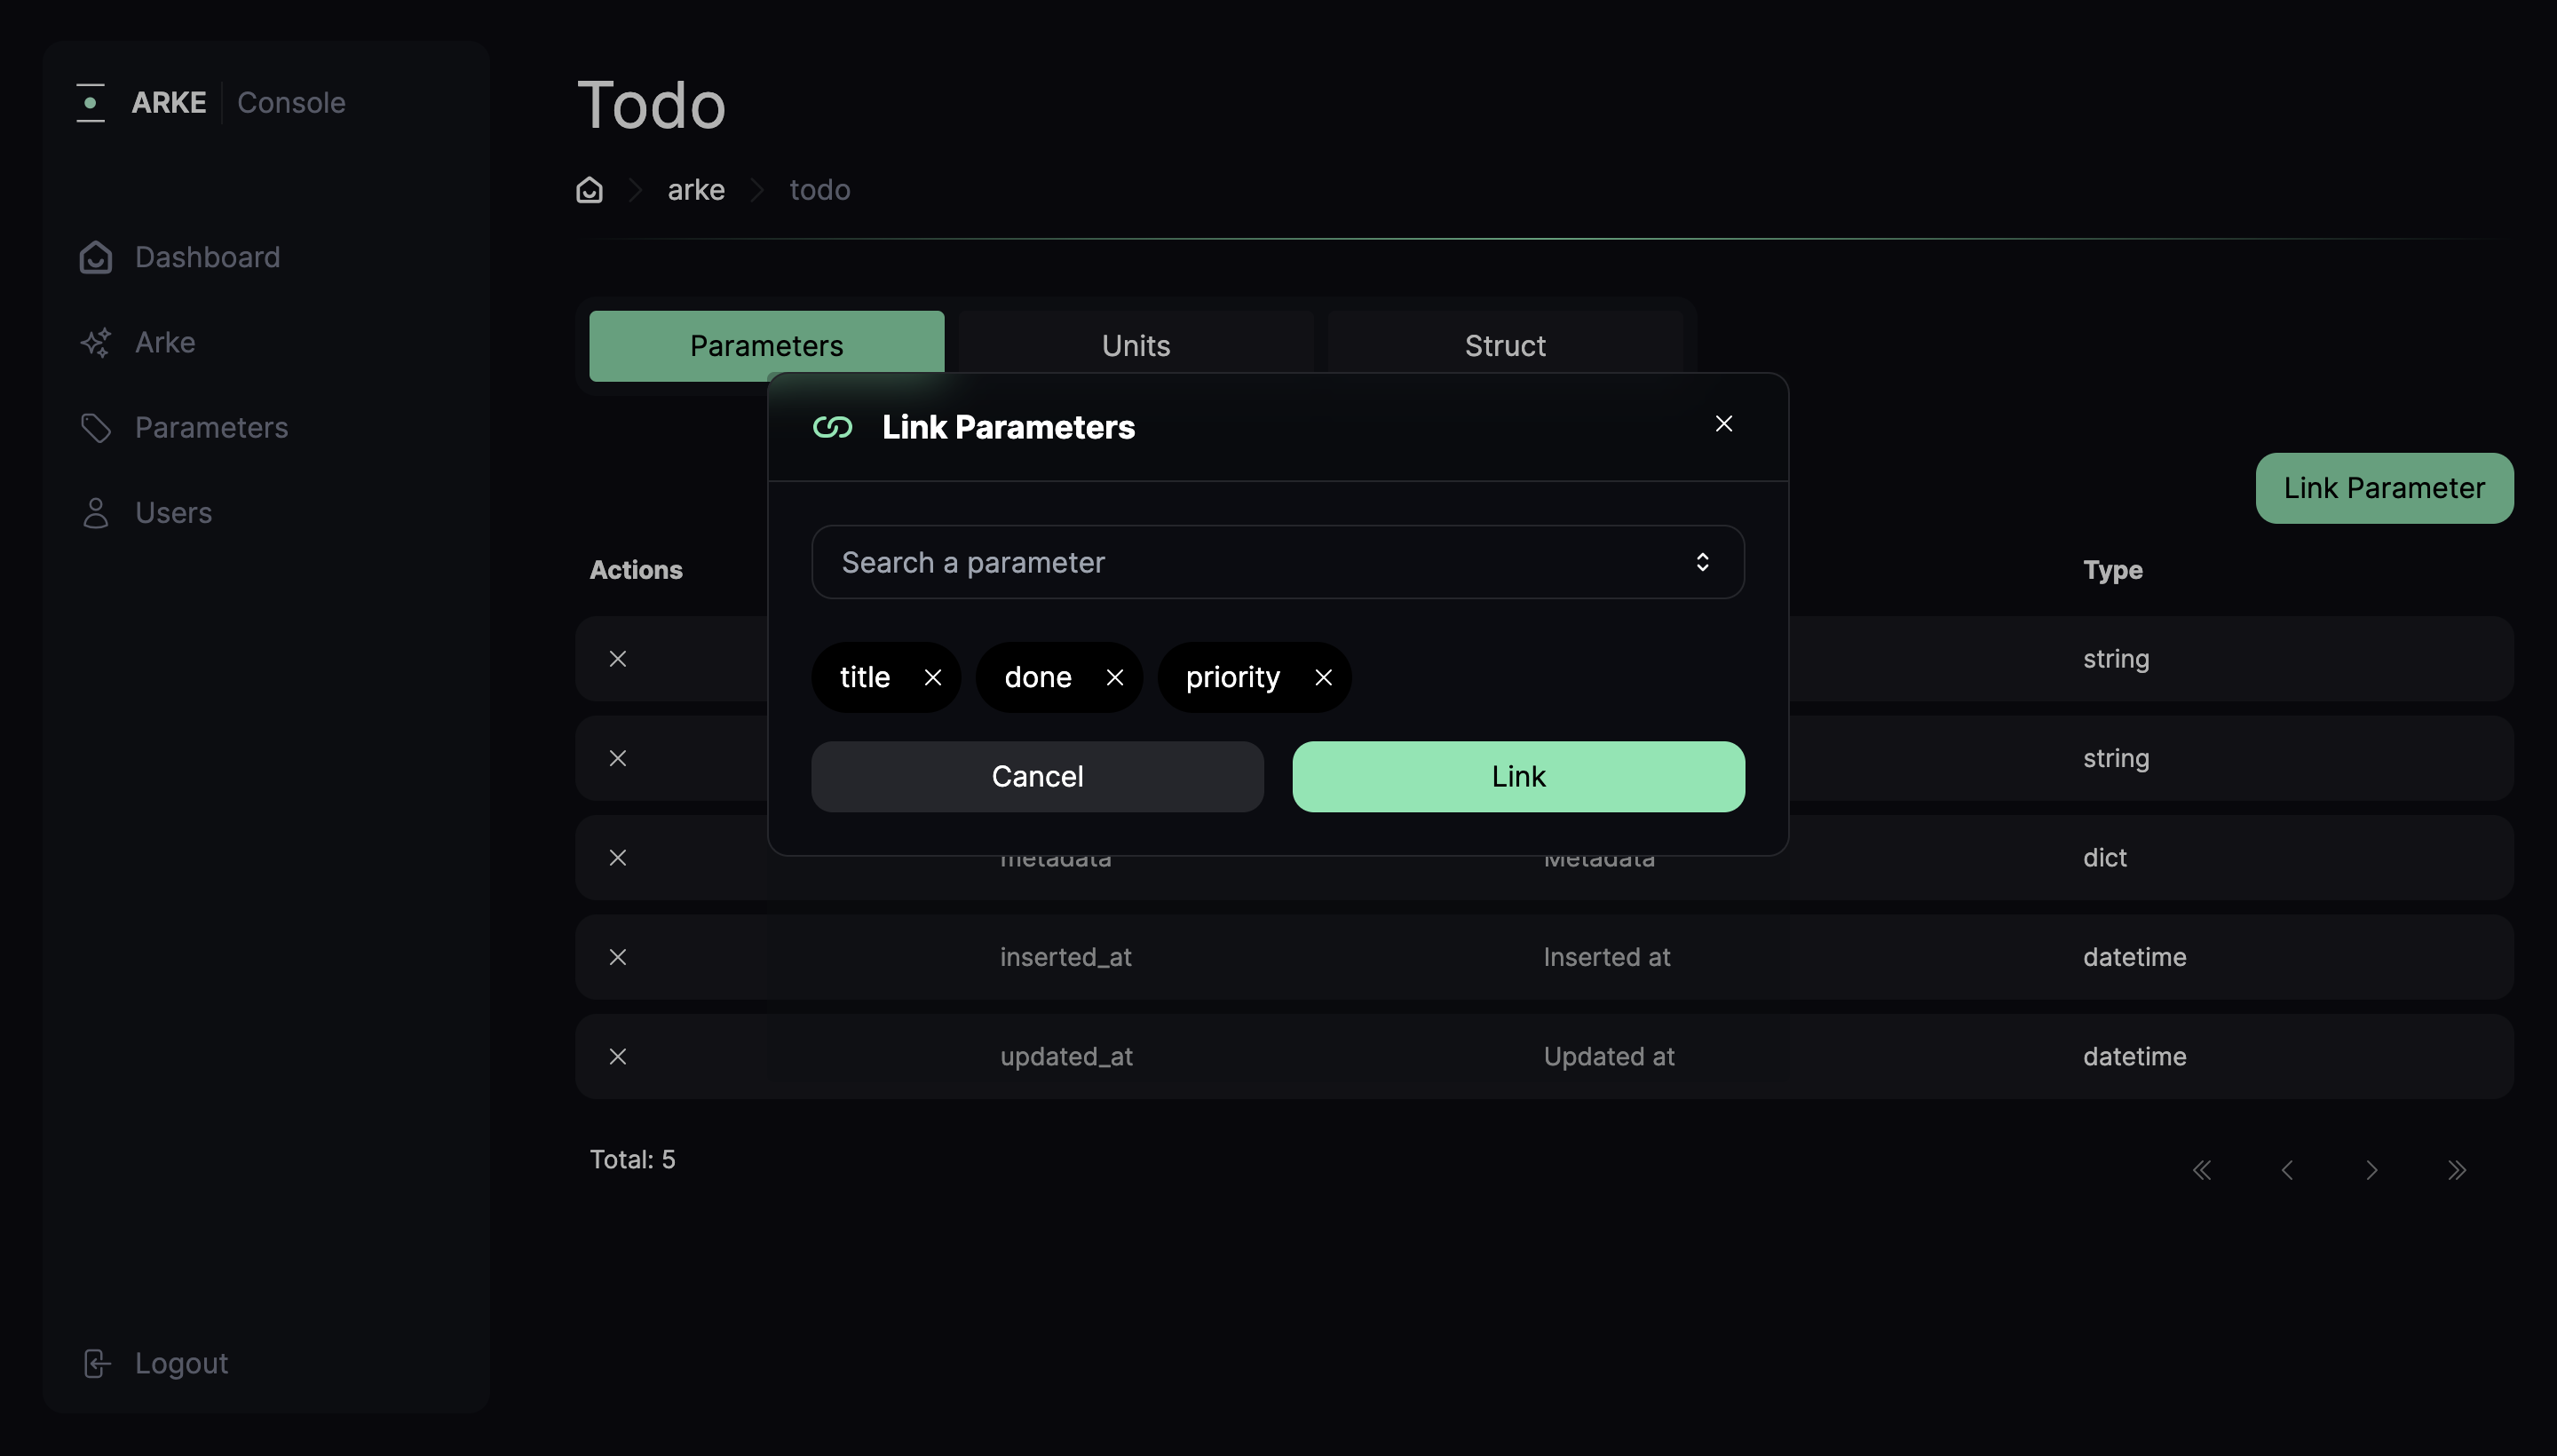 ARKE Console
Dashboard
Arke
Parameters
Users
Logout
Todo
arke todo
Parameters Units Struct
Link Parameter
Link Parameters
Search a parameter
title done priority
Cancel Link
Actions Type
string
string
metadata Metadata dict
inserted_at Inserted at datetime
updated_at Updated at datetime
Total: 5